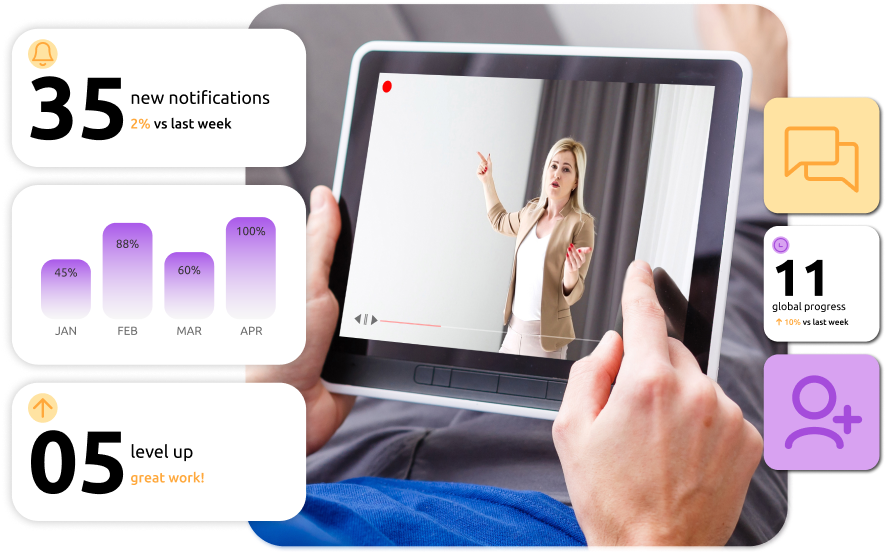 35
new notifications
2% vs last week
45%
88%
60%
100%
JAN
FEB
MAR
APR
05
level up
great work!
11
global progress
10% vs last week